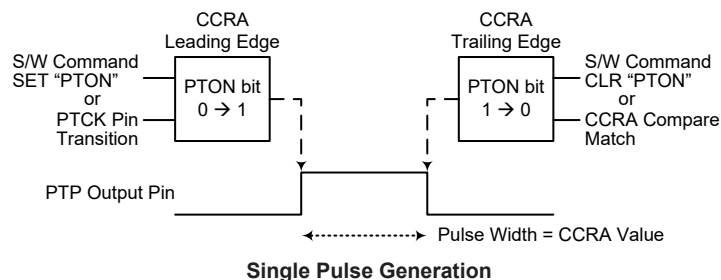 CCRA
Leading Edge
S/W Command
SET “PTON”
or
PTCK Pin
Transition
PTON bit
0 → 1
CCRA
Trailing Edge
PTON bit
1 → 0
S/W Command
CLR “PTON”
or
CCRA Compare
Match
PTP Output Pin
Pulse Width = CCRA Value
Single Pulse Generation